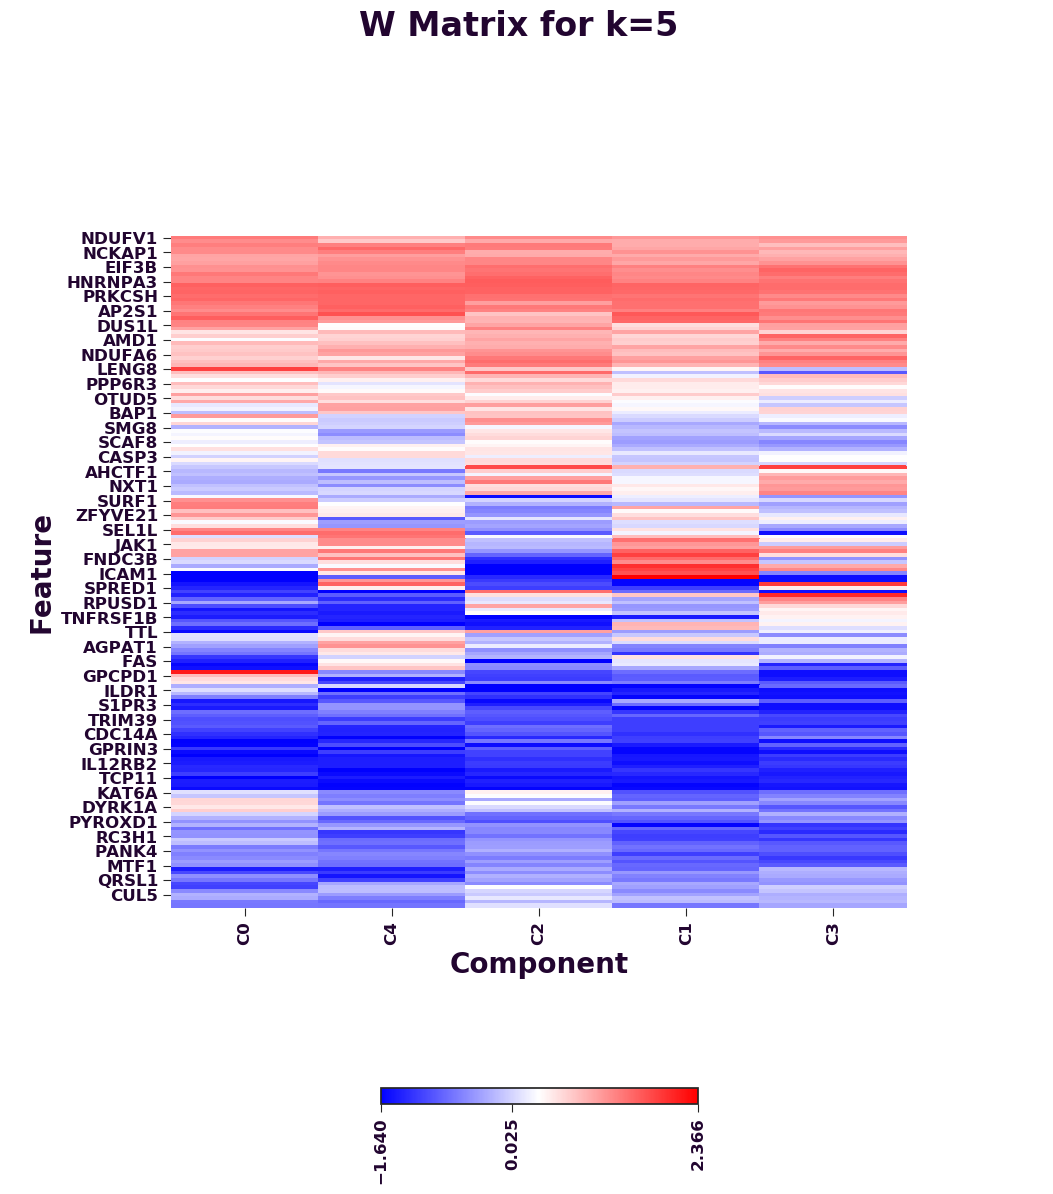 W Matrix for k=5
NDUFV1
NCKAP1
EIF3B
HNRNPA3
PRKCSH
AP2S1
DUS1L
AMD1
NDUFA6
LENG8
PPP6R3
OTUD5
BAP1
SMG8
SCAF8
CASP3
AHCTF1
NXT1
SURF1
ZFYVE21
SEL1L
JAK1
FNDC3B
ICAM1
SPRED1
RPUSD1
TNFRSF1B
TTL
AGPAT1
FAS
GPCPD1
ILDR1
S1PR3
TRIM39
CDC14A
GPRIN3
IL12RB2
TCP11
KAT6A
DYRK1A
PYROXD1
RC3H1
PANK4
MTF1
QRSL1
CUL5
Feature
C0
C4
C2
C1
C3
Component
−1.640
0.025
2.366